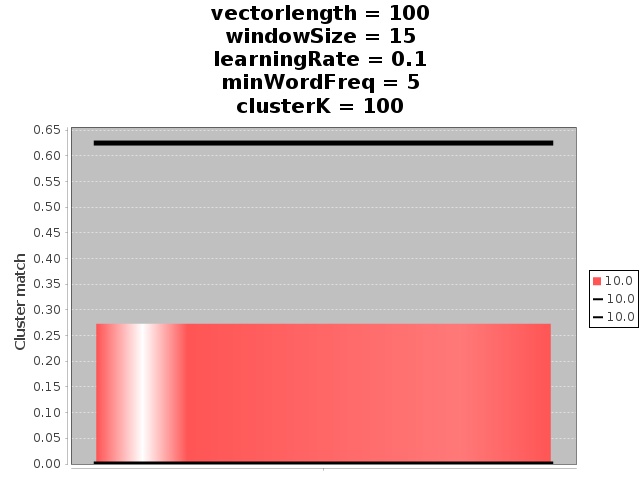 vectorlength = 100
windowSize = 15
learningRate = 0.1
minWordFreq = 5
clusterK = 100
0.65
0.60
0.55
0.50
0.45
0.40
0.35
0.30
0.25
0.20
0.15
0.10
0.05
0.00
Cluster match
10.0
10.0
10.0